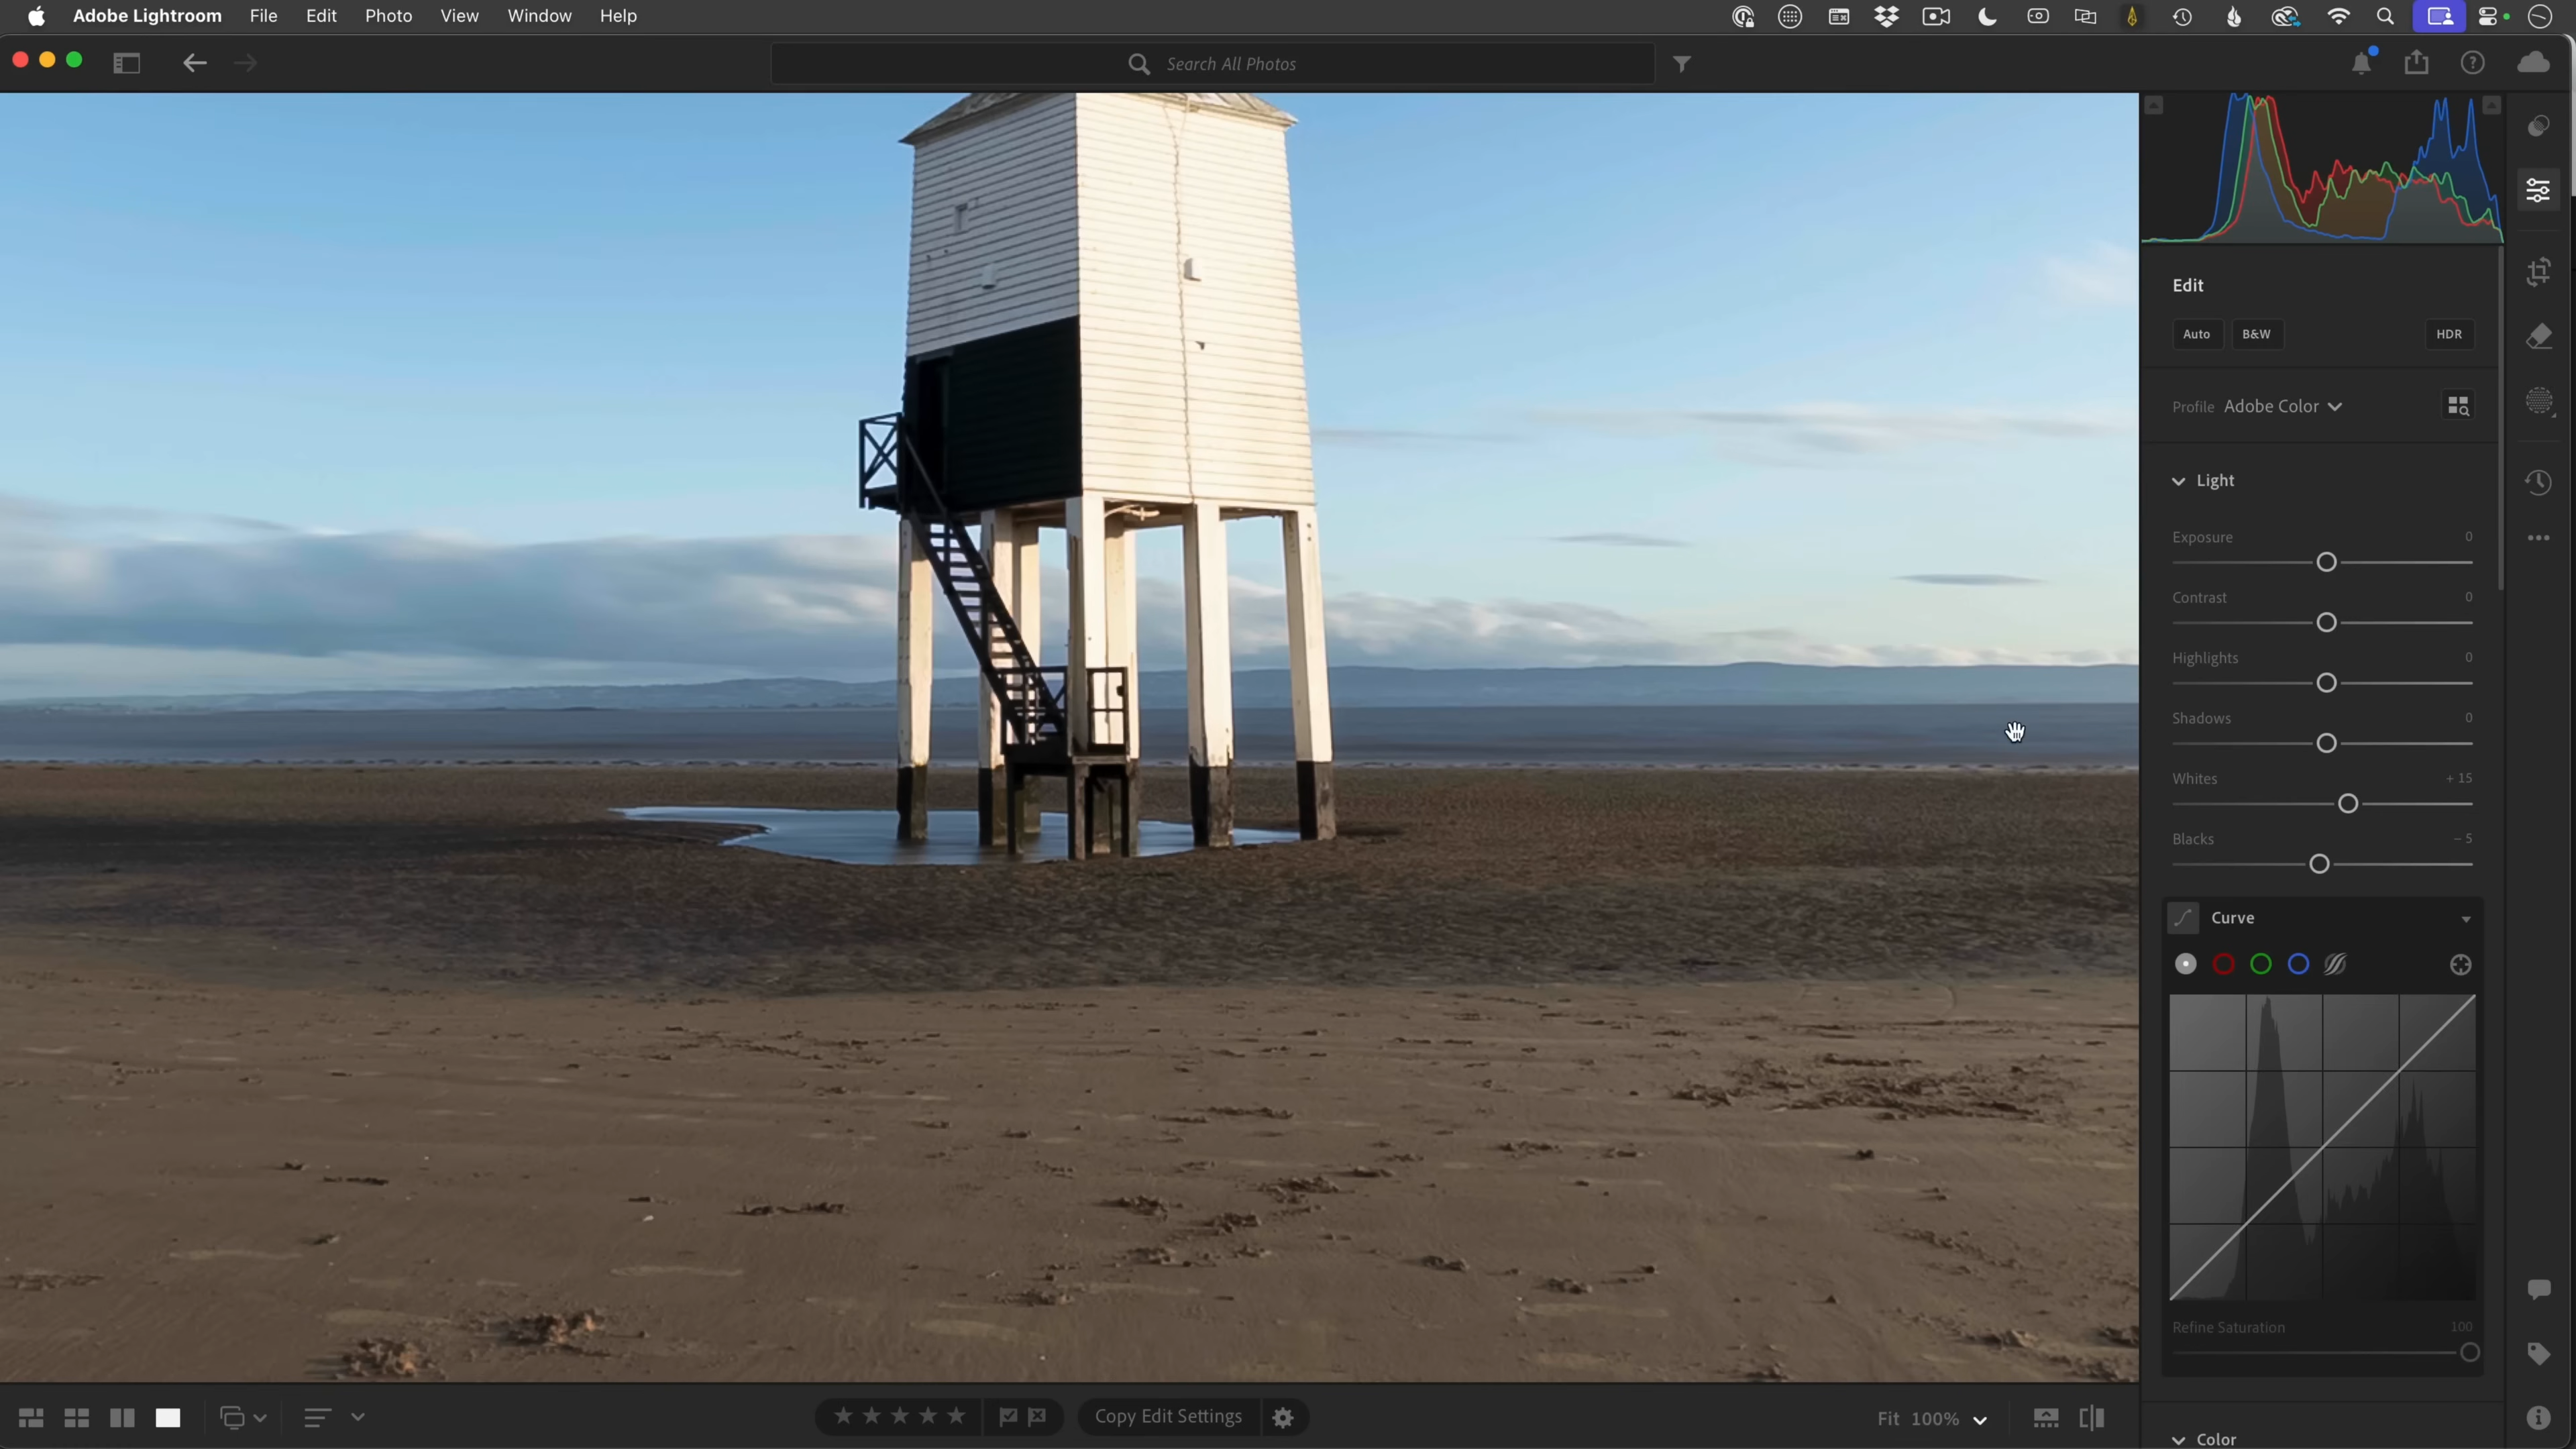 Adobe Lightroom File Edit Photo View Window Help
Search All Photos
Edit
Auto B&W HDR
Profile Adobe Color
Light
Exposure 0
Contrast 0
Highlights 0
Shadows 0
Whites + 15
Blacks - 5
Curve
Refine Saturation 100
Color
Copy Edit Settings
Fit 100%